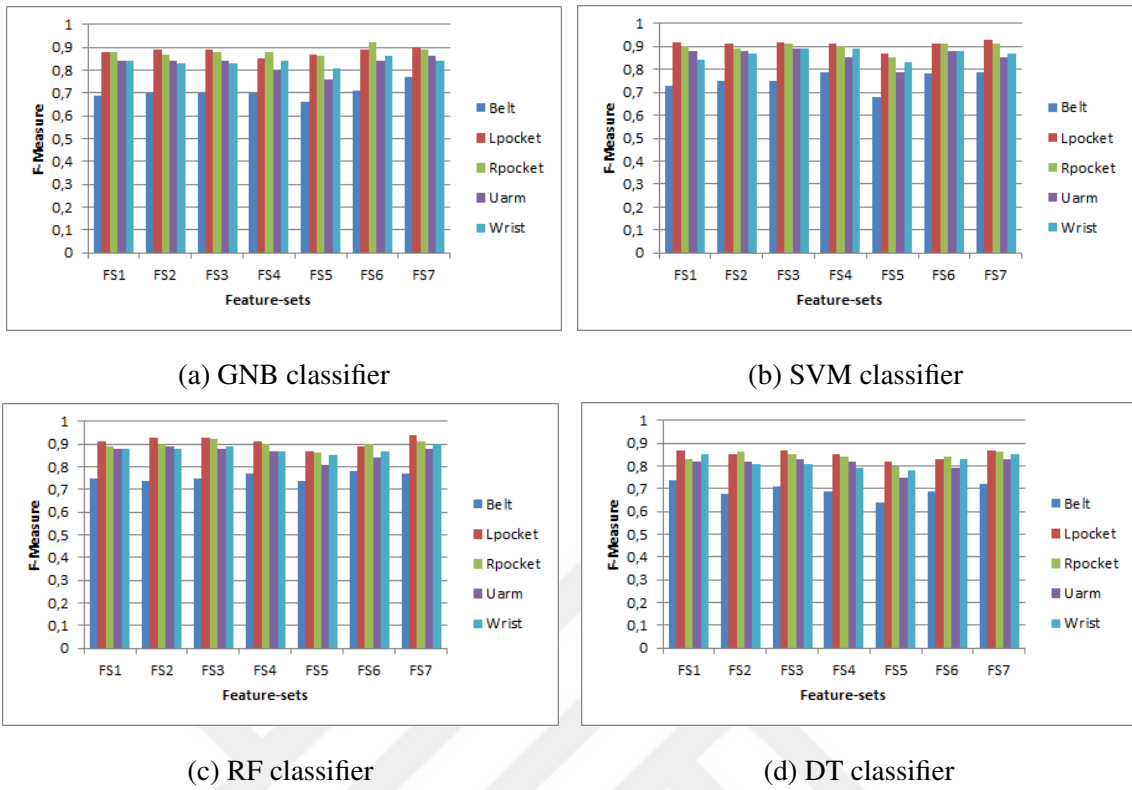 1
0,9
0,8
0,7
0,6
0,5
0,4
0,3
0,2
0,1
0
F-Measure
FS1 FS2 FS3 FS4 FS5 FS6 FS7
Feature-sets
Belt
Lpocket
Rpocket
Uarm
Wrist
(a) GNB classifier
1
0,9
0,8
0,7
0,6
0,5
0,4
0,3
0,2
0,1
0
F-Measure
FS1 FS2 FS3 FS4 FS5 FS6 FS7
Feature-sets
Belt
Lpocket
Rpocket
Uarm
Wrist
(b) SVM classifier
1
0,9
0,8
0,7
0,6
0,5
0,4
0,3
0,2
0,1
0
F-Measure
FS1 FS2 FS3 FS4 FS5 FS6 FS7
Feature-sets
Belt
Lpocket
Rpocket
Uarm
Wrist
(c) RF classifier
1
0,9
0,8
0,7
0,6
0,5
0,4
0,3
0,2
0,1
0
F-Measure
FS1 FS2 FS3 FS4 FS5 FS6 FS7
Feature-sets
Belt
Lpocket
Rpocket
Uarm
Wrist
(d) DT classifier